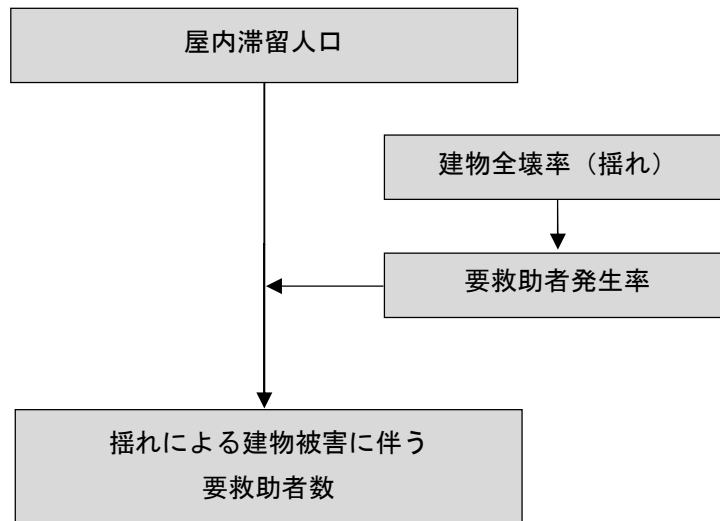 屋内滞留人口
建物全壊率（揺れ）
要救助者発生率
揺れによる建物被害に伴う
要救助者数